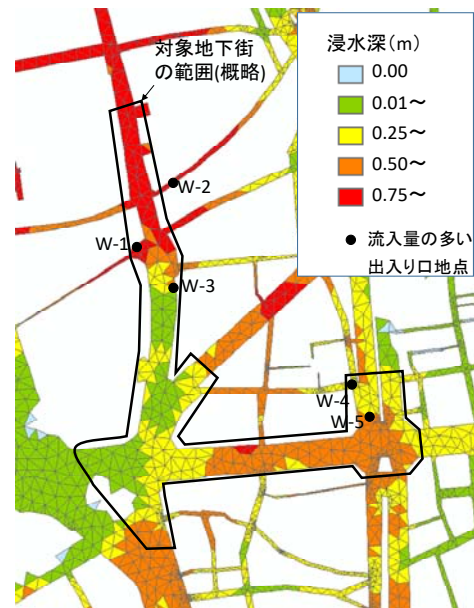 対象地下街
の範囲(概略)
浸水深(m)
0.00
0.01～
0.25～
0.50～
0.75～
流入量の多い
出入り口地点
W-2
W-1
W-3
W-4
W-5